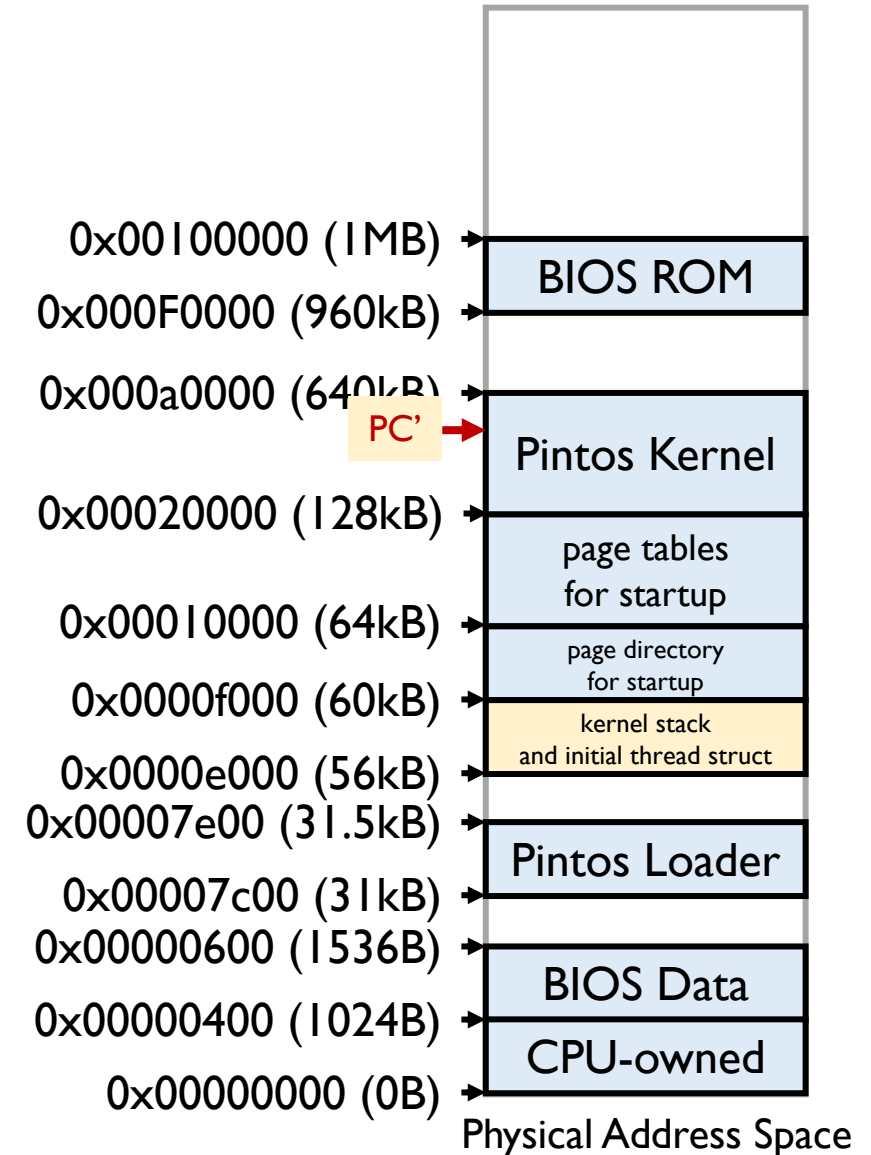 0x00100000 (1MB)
BIOS ROM
0x000F0000 (960kB)
0x000a0000 (640kB)
PC’
Pintos Kernel
0x00020000 (128kB)
page tables
for startup
0x00010000 (64kB)
page directory
for startup
0x0000f000 (60kB)
kernel stack
and initial thread struct
0x0000e000 (56kB)
0x00007e00 (31.5kB)
Pintos Loader
0x00007c00 (31kB)
0x00000600 (1536B)
BIOS Data
0x00000400 (1024B)
CPU-owned
0x00000000 (0B)
Physical Address Space